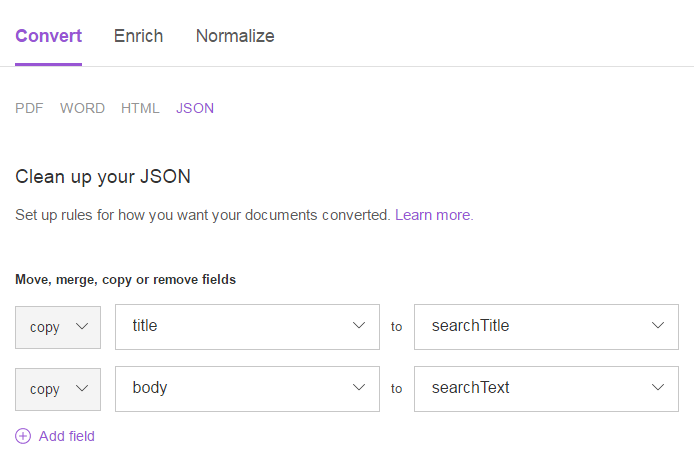 Convert Enrich Normalize
PDF WORD HTML JSON
Clean up your JSON
Set up rules for how you want your documents converted. Learn more.
Move, merge, copy or remove fields
copy title to searchTitle
copy body to searchText
Add field